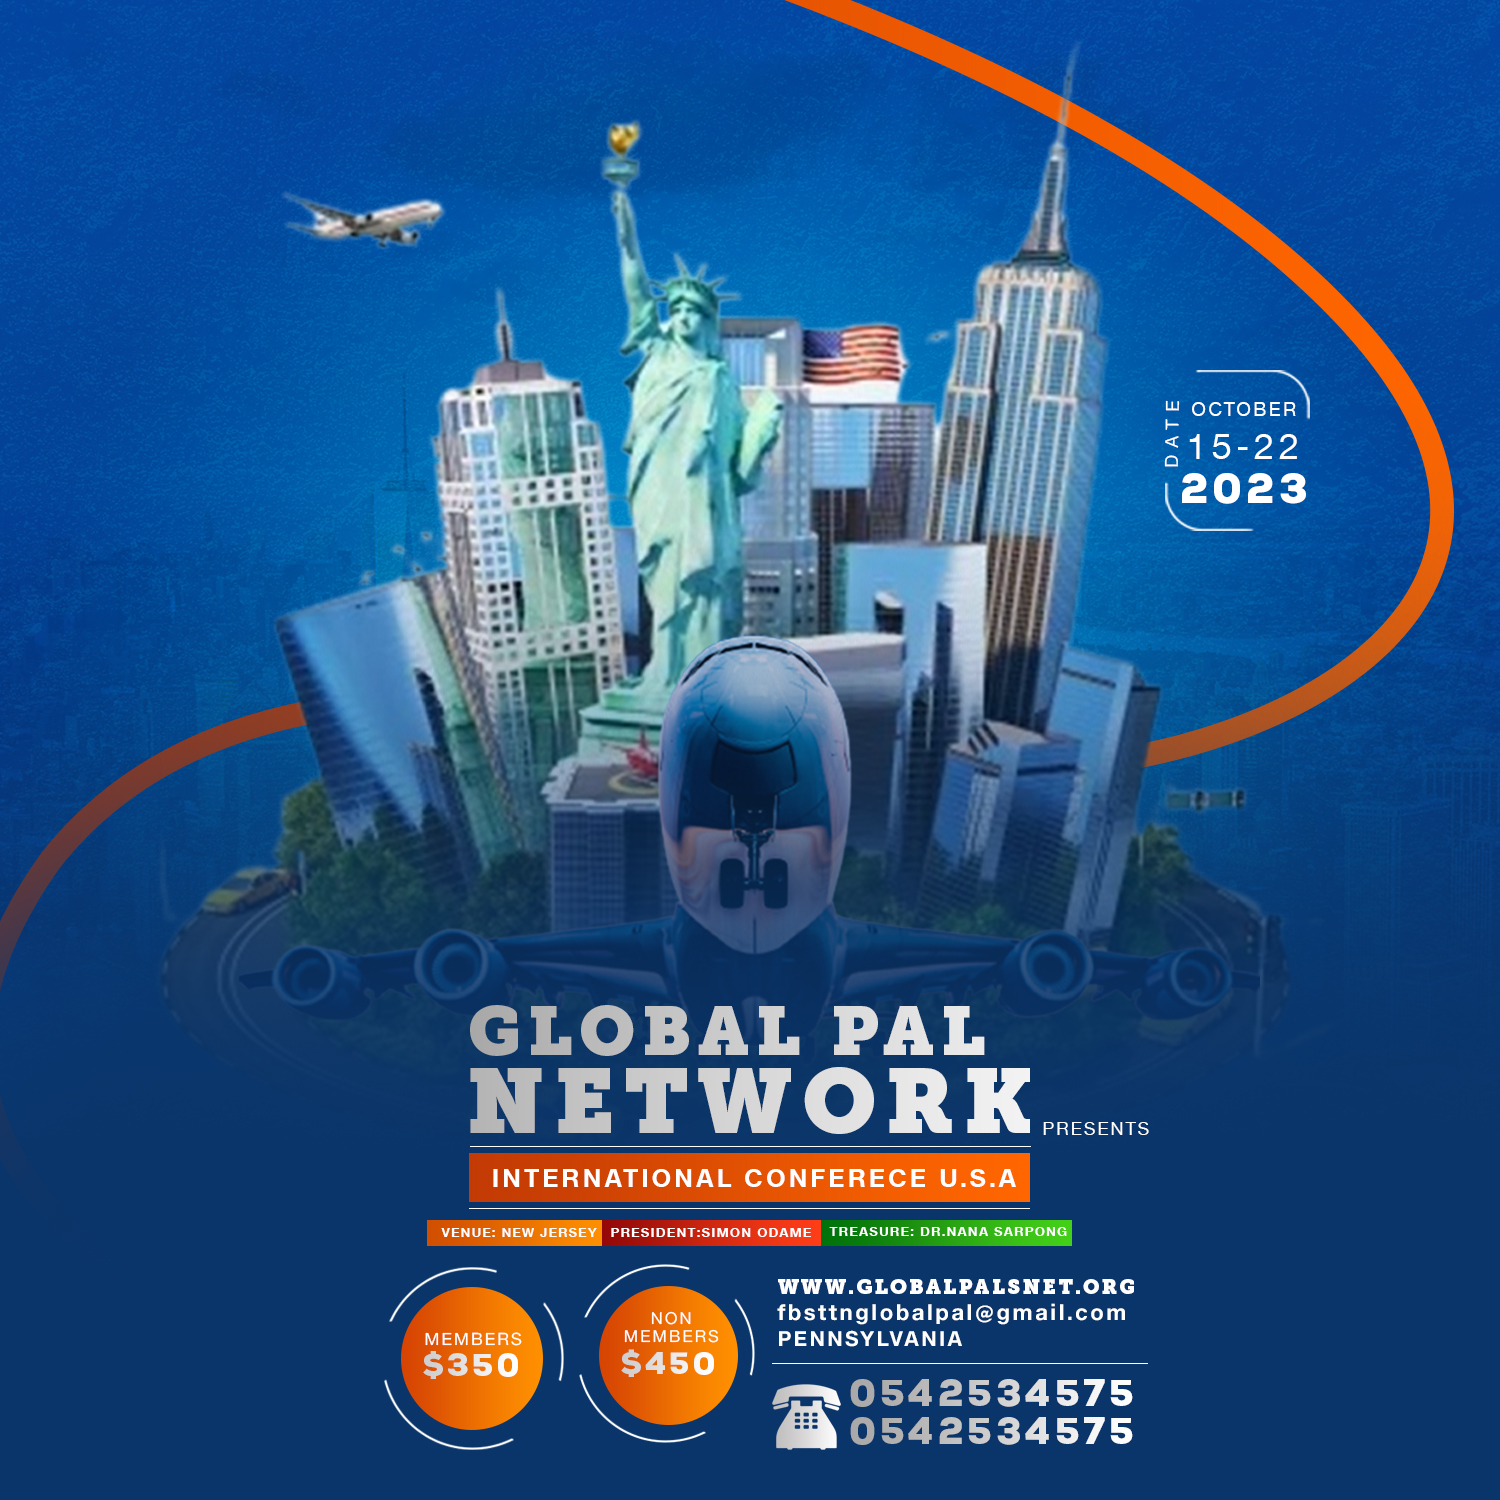 DATE
OCTOBER
15-22
2023
GLOBAL PAL
NETWORK
PRESENTS
INTERNATIONAL CONFERECE U.S.A
VENUE: NEW JERSEY PRESIDENT:SIMON ODAME TREASURE: DR.NANA SARPONG
MEMBERS
$350
NON
MEMBERS
$450
WWW.GLOBALPALSNET.ORG
fbsttnglobalpal@gmail.com
PENNSYLVANIA
0542534575
0542534575